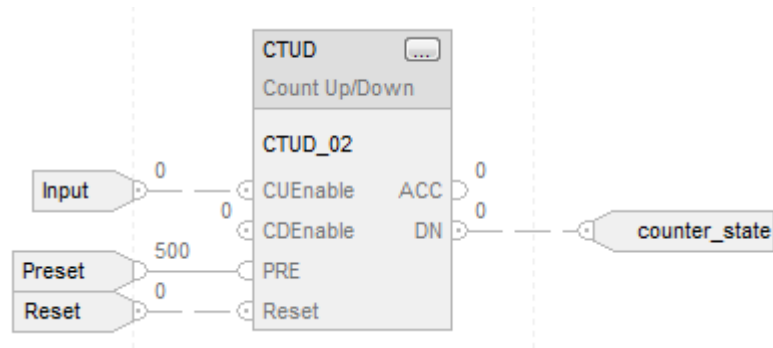 CTUD ...
Count Up/Down
CTUD_02
0 0
Input CUEnable ACC
0 0
CDEnable DN counter_state
500
Preset PRE
0
Reset Reset